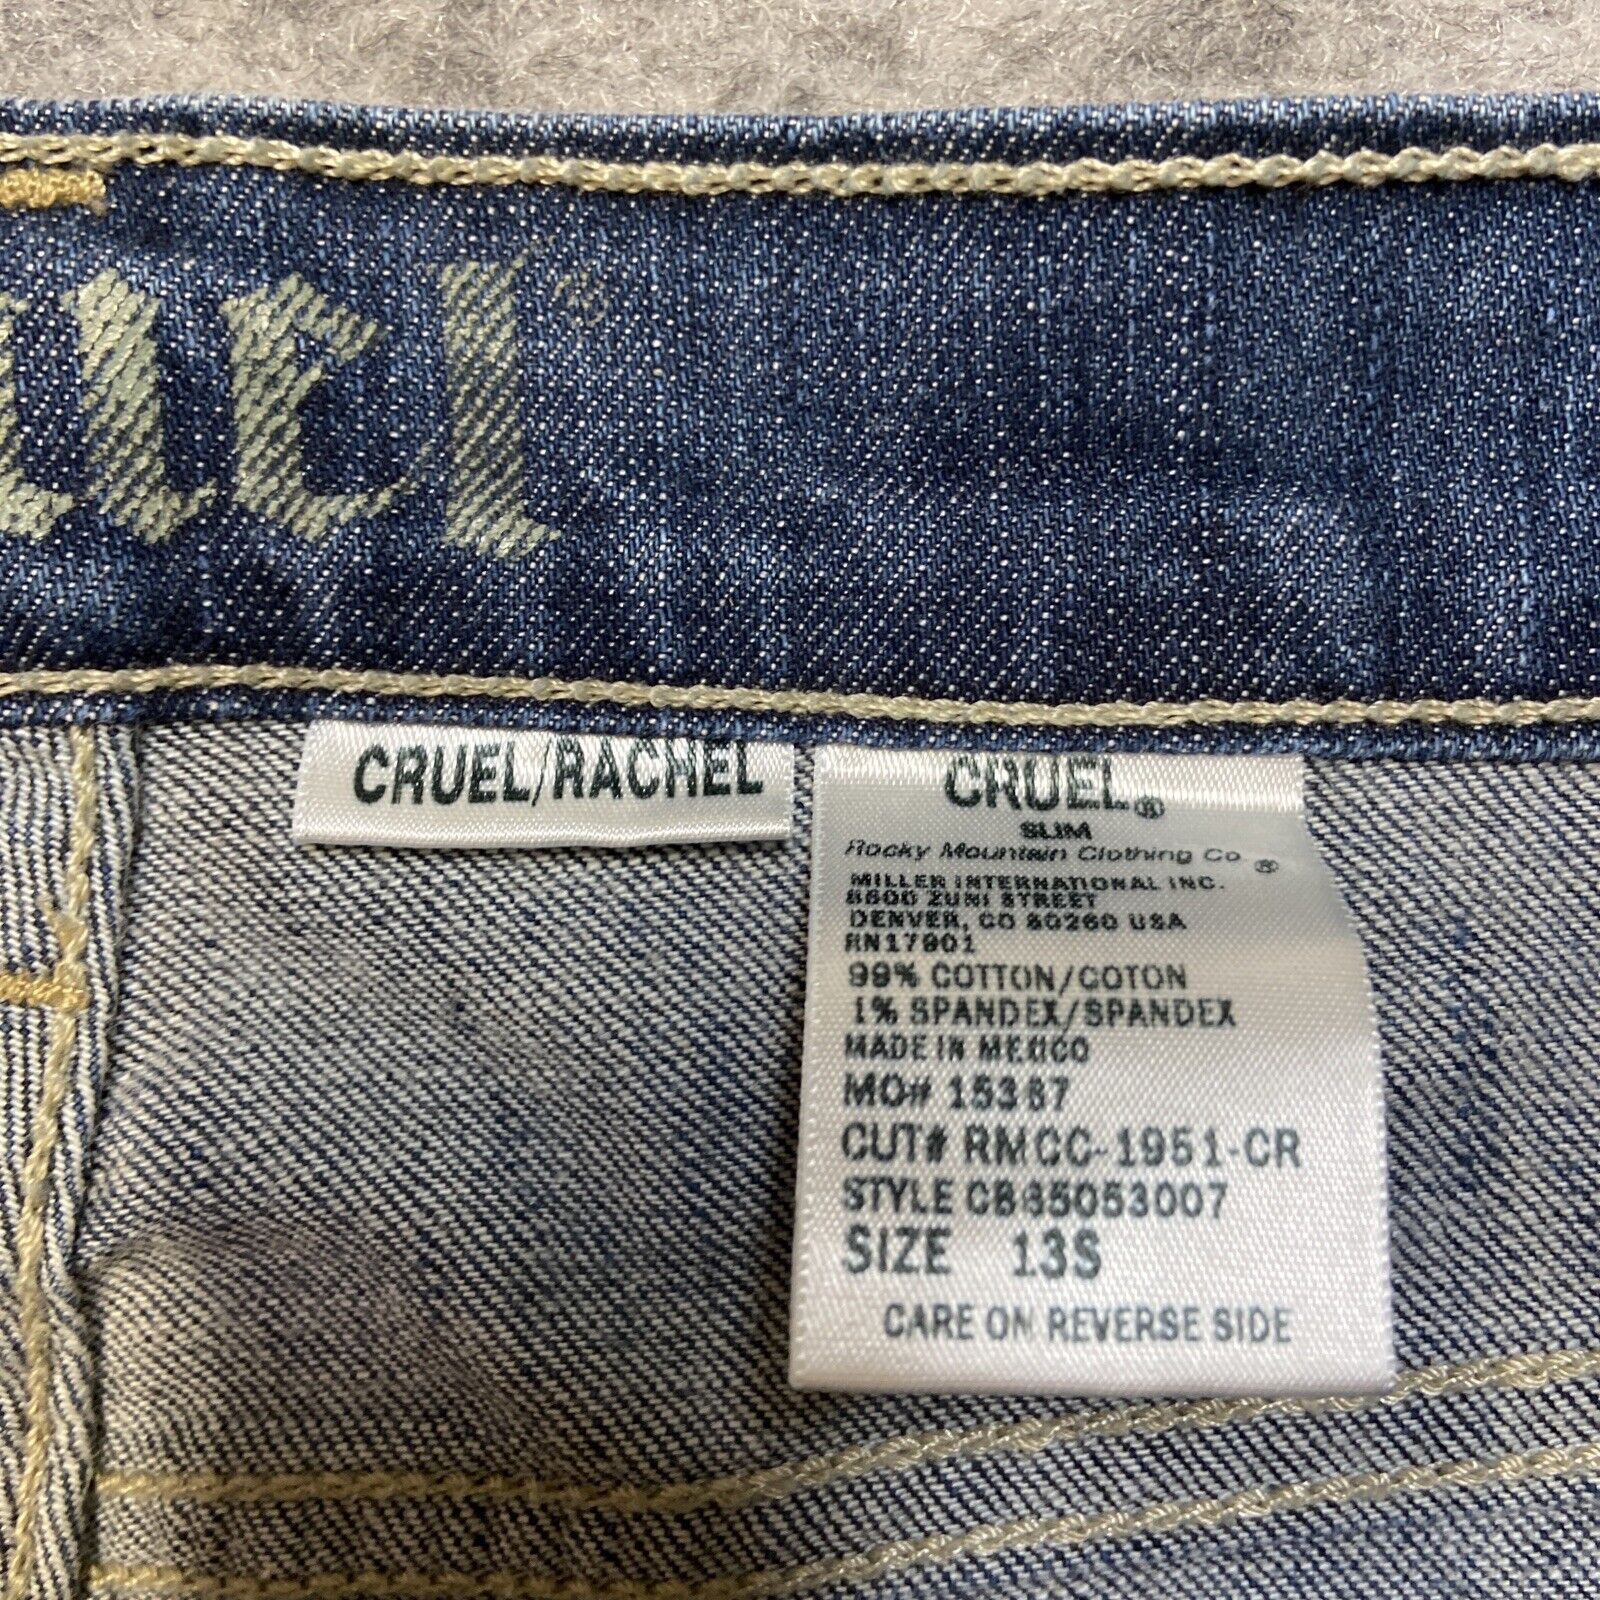 uel®
CRUEL/RACHEL
CRUEL®
SLIM
Rocky Mountain Clothing Co. ®
MILLER INTERNATIONAL INC.
8500 ZUNI STREET
DENVER, CO 80260 USA
RN17901
99% COTTON/COTON
1% SPANDEX/SPANDEX
MADE IN MEXICO
MO# 15367
CUT# RMCC-1951-CR
STYLE CB65053007
SIZE 13S
CARE ON REVERSE SIDE